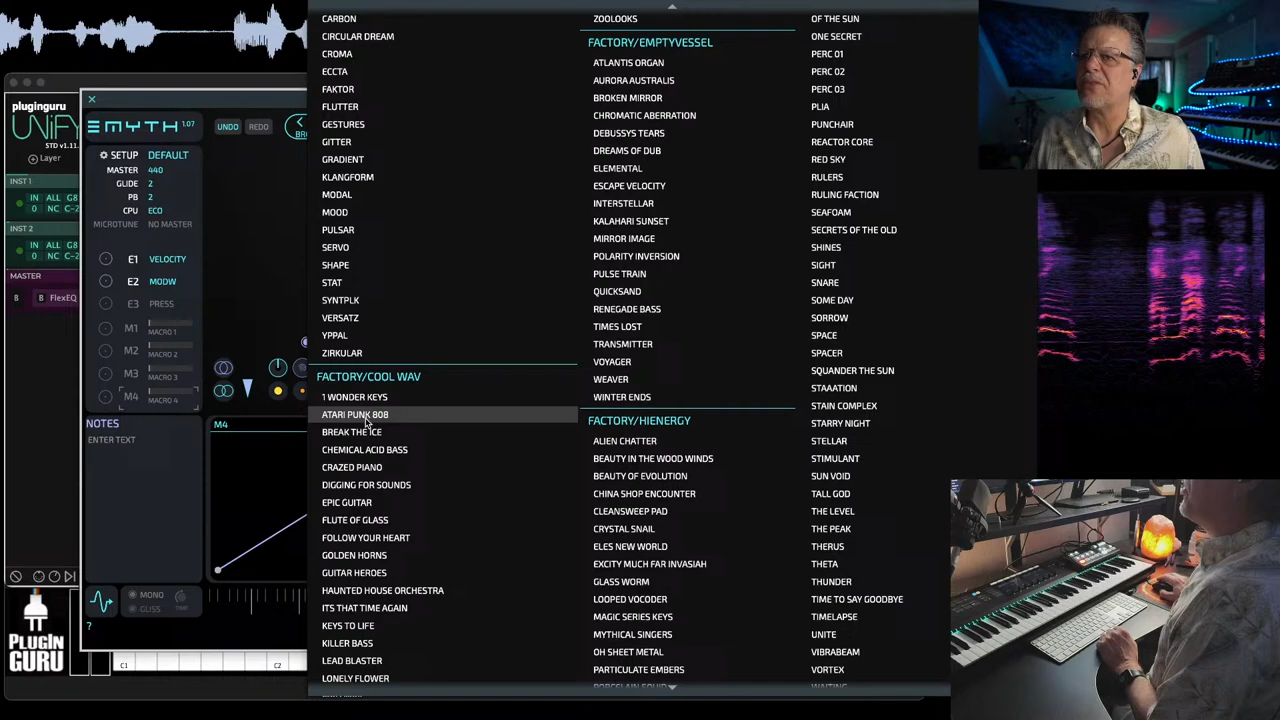 pluginguru
UNiFY
STD v1.11.
Layer
INST 1
IN ALL G8
0 NC C-2
INST 2
IN ALL G8
0 NC C-2
MASTER
B B FlexEQ
PLUGIN
GURU
EMYTH 1.07
UNDO REDO
SETUP DEFAULT
MASTER 440
GLIDE 2
PB 2
CPU ECO
MICROTUNE NO MASTER
E1 VELOCITY
E2 MODW
E3 PRESS
M1 MACRO 1
M2 MACRO 2
M3 MACRO 3
M4 MACRO 4
NOTES
ENTER TEXT
M4
MONO
GLISS
?
C1 C2
CARBON
CIRCULAR DREAM
CROMA
ECCTA
FAKTOR
FLUTTER
GESTURES
GITTER
GRADIENT
KLANGFORM
MODAL
MOOD
PULSAR
SERVO
SHAPE
STAT
SYNTPLK
VERSATZ
YPPAL
ZIRKULAR
FACTORY/COOL WAV
1 WONDER KEYS
ATARI PUNK 808
BREAK THE ICE
CHEMICAL ACID BASS
CRAZED PIANO
DIGGING FOR SOUNDS
EPIC GUITAR
FLUTE OF GLASS
FOLLOW YOUR HEART
GOLDEN HORNS
GUITAR HEROES
HAUNTED HOUSE ORCHESTRA
ITS THAT TIME AGAIN
KEYS TO LIFE
KILLER BASS
LEAD BLASTER
LONELY FLOWER
ZOOLOOKS
FACTORY/EMPTYVESSEL
ATLANTIS ORGAN
AURORA AUSTRALIS
BROKEN MIRROR
CHROMATIC ABERRATION
DEBUSSYS TEARS
DREAMS OF DUB
ELEMENTAL
ESCAPE VELOCITY
INTERSTELLAR
KALAHARI SUNSET
MIRROR IMAGE
POLARITY INVERSION
PULSE TRAIN
QUICKSAND
RENEGADE BASS
TIMES LOST
TRANSMITTER
VOYAGER
WEAVER
WINTER ENDS
FACTORY/HIENERGY
ALIEN CHATTER
BEAUTY IN THE WOOD WINDS
BEAUTY OF EVOLUTION
CHINA SHOP ENCOUNTER
CLEANSWEEP PAD
CRYSTAL SNAIL
ELES NEW WORLD
EXCITY MUCH FAR INVASIAH
GLASS WORM
LOOPED VOCODER
MAGIC SERIES KEYS
MYTHICAL SINGERS
OH SHEET METAL
PARTICULATE EMBERS
OF THE SUN
ONE SECRET
PERC 01
PERC 02
PERC 03
PLIA
PUNCHAIR
REACTOR CORE
RED SKY
RULERS
RULING FACTION
SEAFOAM
SECRETS OF THE OLD
SHINES
SIGHT
SNARE
SOME DAY
SORROW
SPACE
SPACER
SQUANDER THE SUN
STAAATION
STAIN COMPLEX
STARRY NIGHT
STELLAR
STIMULANT
SUN VOID
TALL GOD
THE LEVEL
THE PEAK
THERUS
THETA
THUNDER
TIME TO SAY GOODBYE
TIMELAPSE
UNITE
VIBRABEAM
VORTEX